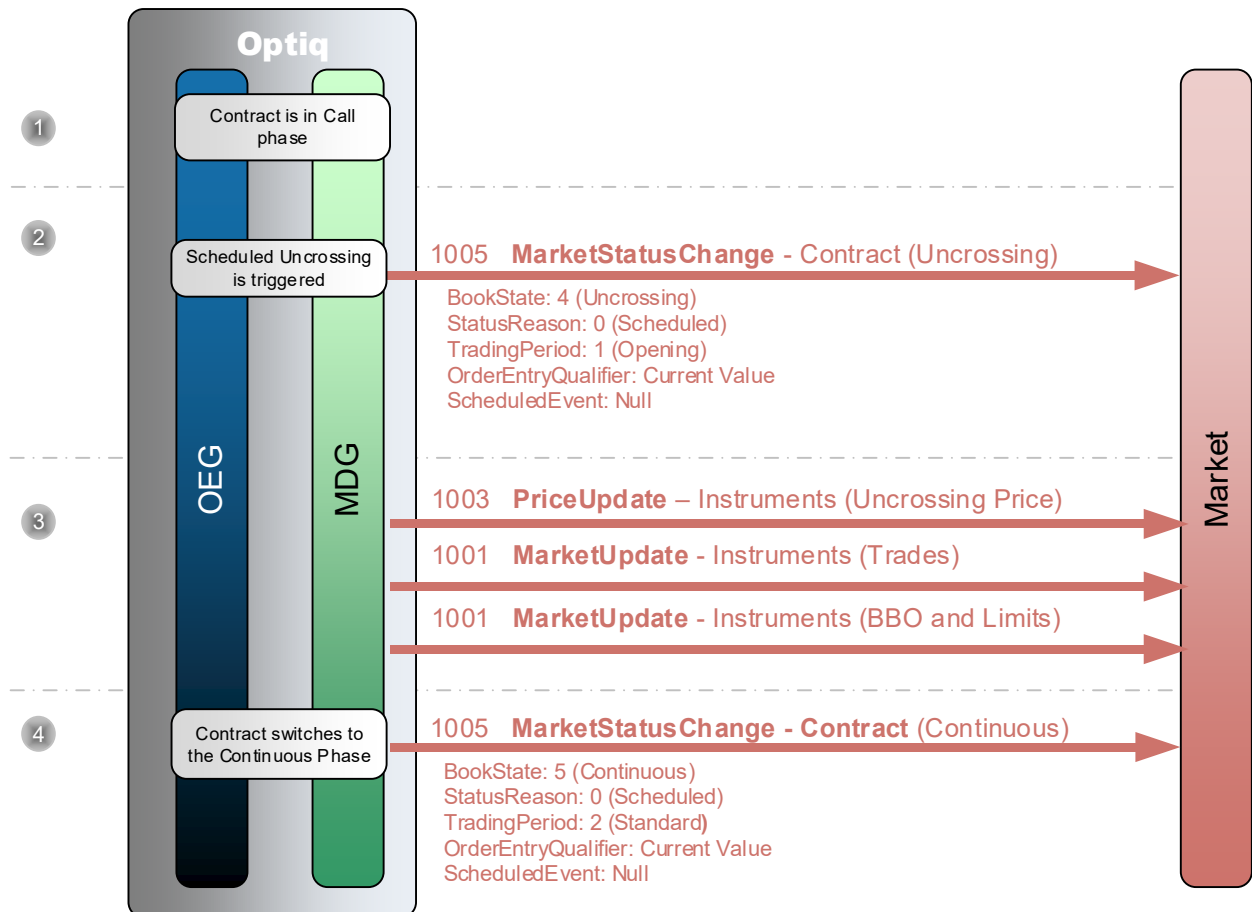 Optiq
1
Contract is in Call
phase
2
Scheduled Uncrossing
is triggered
1005 MarketStatusChange - Contract (Uncrossing)
BookState: 4 (Uncrossing)
StatusReason: 0 (Scheduled)
TradingPeriod: 1 (Opening)
OrderEntryQualifier: Current Value
ScheduledEvent: Null
OEG
MDG
Market
3
1003 PriceUpdate – Instruments (Uncrossing Price)
1001 MarketUpdate - Instruments (Trades)
1001 MarketUpdate - Instruments (BBO and Limits)
4
Contract switches to
the Continuous Phase
1005 MarketStatusChange - Contract (Continuous)
BookState: 5 (Continuous)
StatusReason: 0 (Scheduled)
TradingPeriod: 2 (Standard)
OrderEntryQualifier: Current Value
ScheduledEvent: Null